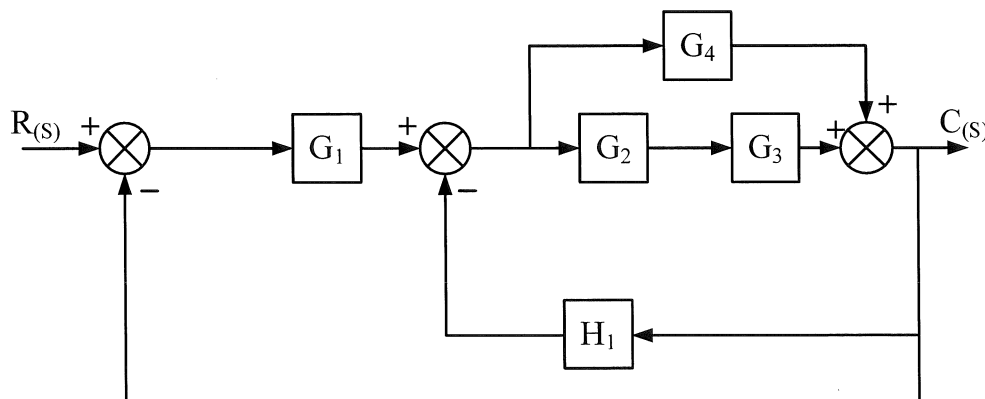 G₄
R(S) + + + + C(S)
G₁ G₂ G₃
− −
H₁